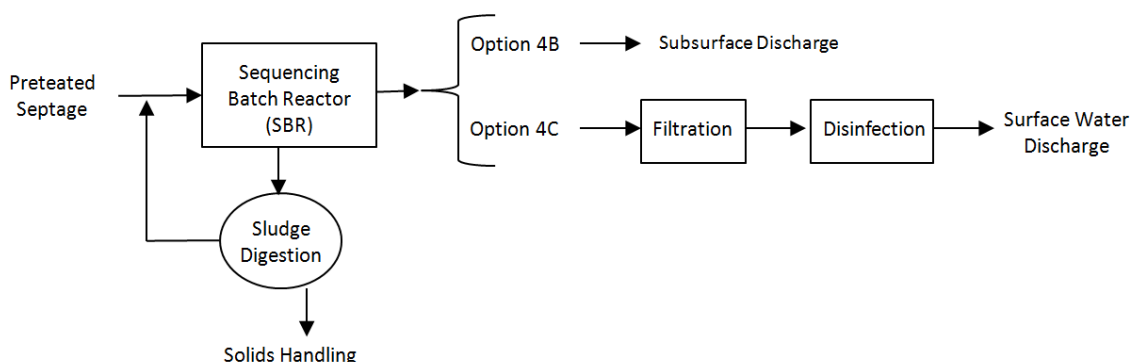 Preteated
Septage
Sequencing
Batch Reactor
(SBR)
Option 4B
Subsurface Discharge
Option 4C
Filtration
Disinfection
Surface Water
Discharge
Sludge
Digestion
Solids Handling